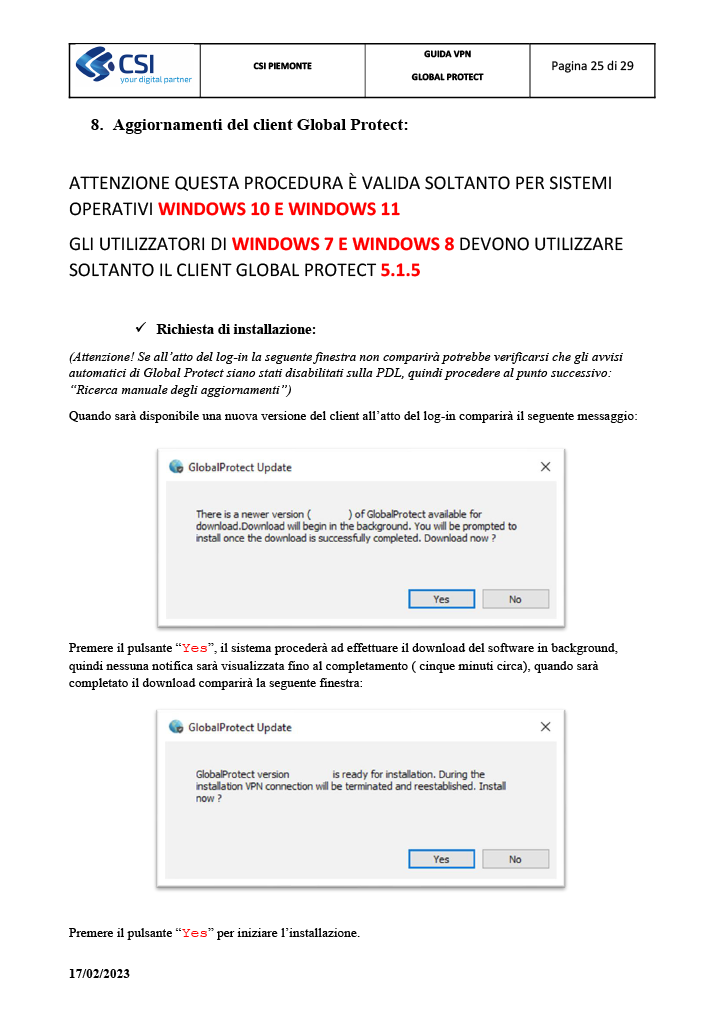 CSI
your digital partner
CSI PIEMONTE
GUIDA VPN
GLOBAL PROTECT
Pagina 25 di 29
8. Aggiornamenti del client Global Protect:
ATTENZIONE QUESTA PROCEDURA È VALIDA SOLTANTO PER SISTEMI
OPERATIVI WINDOWS 10 E WINDOWS 11
GLI UTILIZZATORI DI WINDOWS 7 E WINDOWS 8 DEVONO UTILIZZARE
SOLTANTO IL CLIENT GLOBAL PROTECT 5.1.5
✓ Richiesta di installazione:
(Attenzione! Se all’atto del log-in la seguente finestra non comparirà potrebbe verificarsi che gli avvisi
automatici di Global Protect siano stati disabilitati sulla PDL, quindi procedere al punto successivo:
“Ricerca manuale degli aggiornamenti”)
Quando sarà disponibile una nuova versione del client all’atto del log-in comparirà il seguente messaggio:
GlobalProtect Update
There is a newer version ( ) of GlobalProtect available for
download.Download will begin in the background. You will be prompted to
install once the download is successfully completed. Download now ?
Yes No
Premere il pulsante “Yes”, il sistema procederà ad effettuare il download del software in background,
quindi nessuna notifica sarà visualizzata fino al completamento ( cinque minuti circa), quando sarà
completato il download comparirà la seguente finestra:
GlobalProtect Update
GlobalProtect version is ready for installation. During the
installation VPN connection will be terminated and reestablished. Install
now ?
Yes No
Premere il pulsante “Yes” per iniziare l’installazione.
17/02/2023